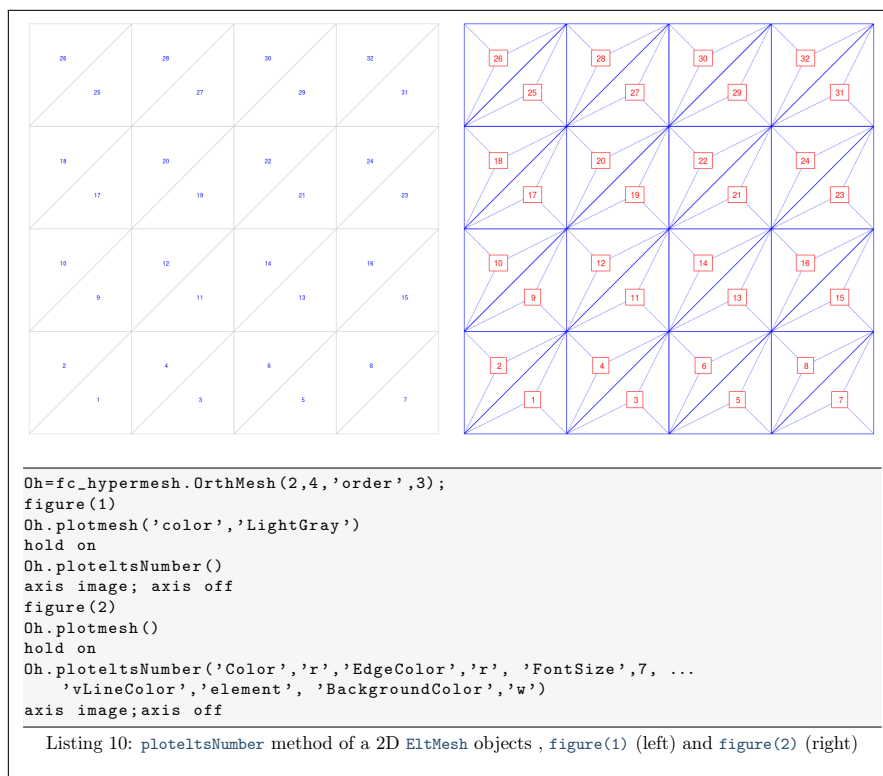 26 28 30 32
25 27 29 31
18 20 22 24
17 19 21 23
10 12 14 16
9 11 13 15
2 4 6 8
1 3 5 7
26 28 30 32
25 27 29 31
18 20 22 24
17 19 21 23
10 12 14 16
9 11 13 15
2 4 6 8
1 3 5 7
Oh=fc_hypermesh.OrthMesh(2,4,'order',3);
figure(1)
Oh.plotmesh('color','LightGray')
hold on
Oh.ploteltsNumber()
axis image; axis off
figure(2)
Oh.plotmesh()
hold on
Oh.ploteltsNumber('Color','r','EdgeColor','r', 'FontSize',7, ...
'vLineColor','element', 'BackgroundColor','w')
axis image;axis off
Listing 10: ploteltsNumber method of a 2D EltMesh objects , figure(1) (left) and figure(2) (right)